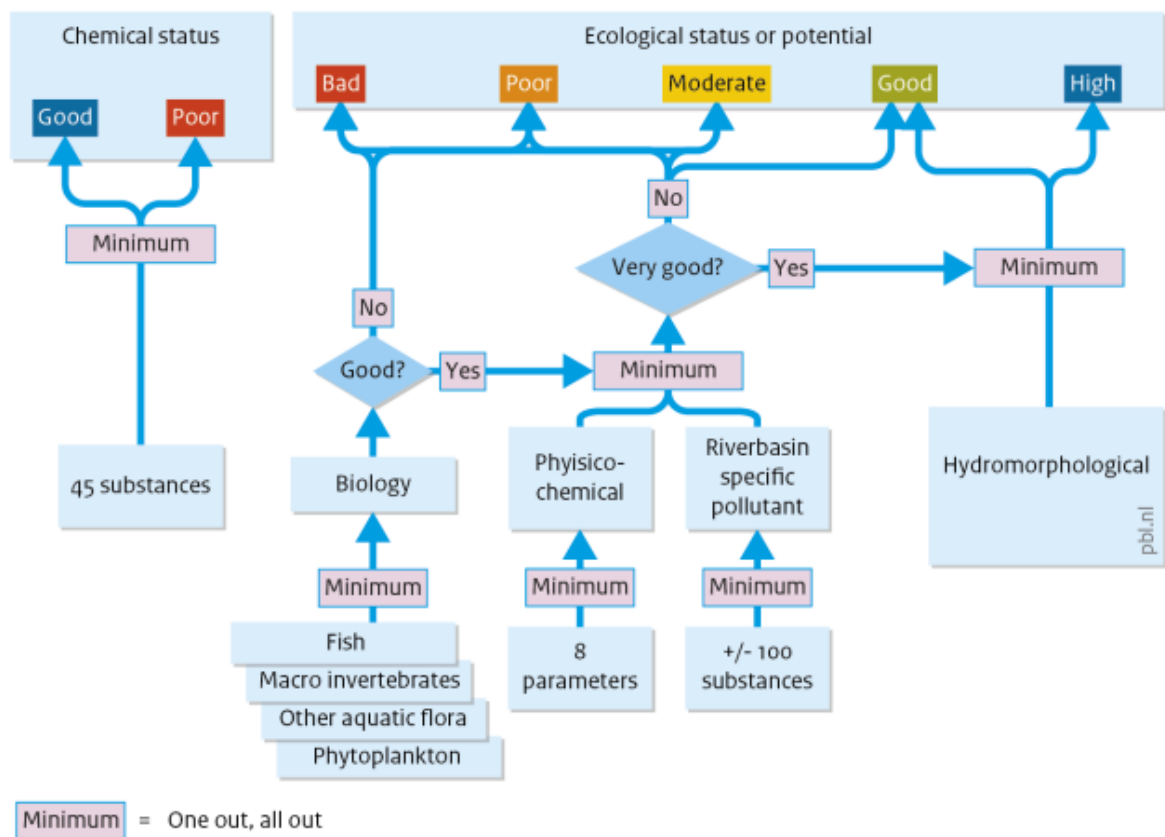 Chemical status
Good
Poor
Minimum
45 substances
Ecological status or potential
Bad
Poor
Moderate
Good
High
No
Very good?
Yes
Minimum
No
Good?
Yes
Minimum
Biology
Phyisico-
chemical
Riverbasin
specific
pollutant
Hydromorphological
pbl.nl
Minimum
Minimum
Minimum
Fish
Macro invertebrates
Other aquatic flora
Phytoplankton
8
parameters
+/- 100
substances
Minimum = One out, all out